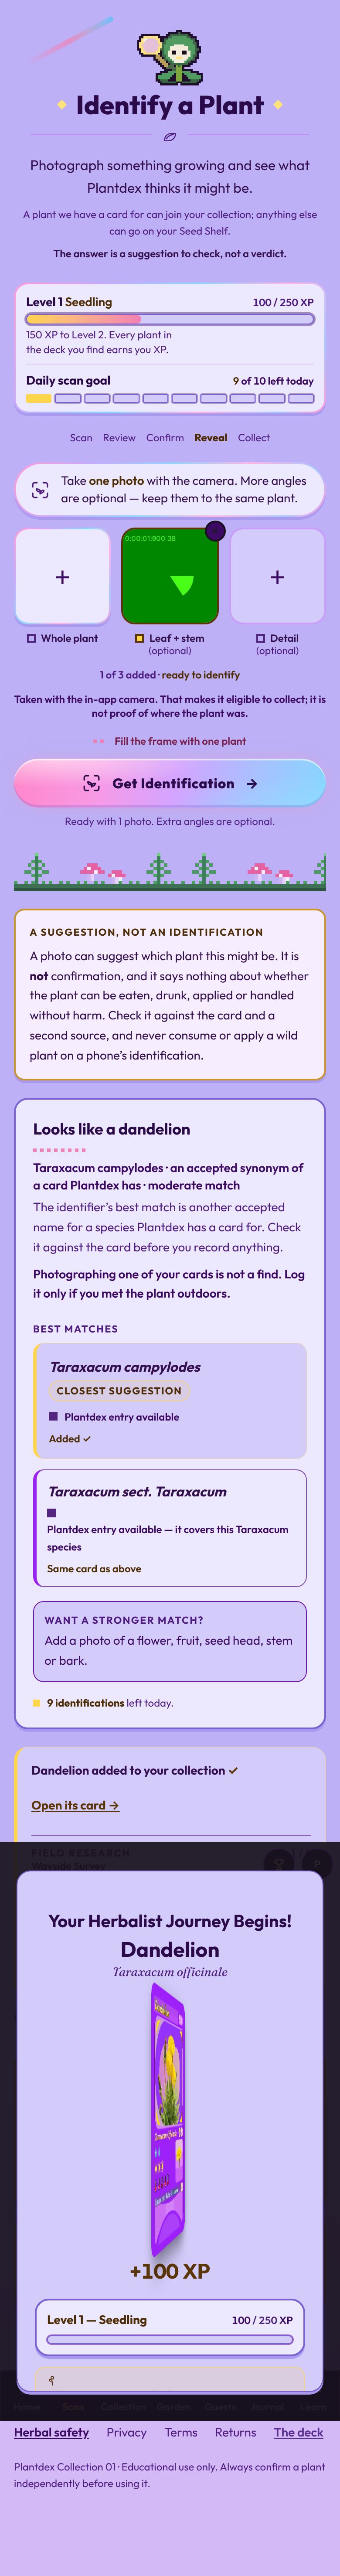 Identify a Plant
Photograph something growing and see what
Plantdex thinks it might be.
A plant we have a card for can join your collection; anything else
can go on your Seed Shelf.
The answer is a suggestion to check, not a verdict.
Level 1 Seedling
100 / 250 XP
150 XP to Level 2. Every plant in
the deck you find earns you XP.
Daily scan goal
9 of 10 left today
Scan Review Confirm Reveal Collect
Take one photo with the camera. More angles
are optional — keep them to the same plant.
+
0:00:01:900 38
+
Whole plant
Leaf + stem
(optional)
Detail
(optional)
1 of 3 added · ready to identify
Taken with the in-app camera. That makes it eligible to collect; it is
not proof of where the plant was.
Fill the frame with one plant
Get Identification →
Ready with 1 photo. Extra angles are optional.
A SUGGESTION, NOT AN IDENTIFICATION
A photo can suggest which plant this might be. It is
not confirmation, and it says nothing about whether
the plant can be eaten, drunk, applied or handled
without harm. Check it against the card and a
second source, and never consume or apply a wild
plant on a phone's identification.
Looks like a dandelion
Taraxacum campylodes · an accepted synonym of
a card Plantdex has · moderate match
The identifier's best match is another accepted
name for a species Plantdex has a card for. Check
it against the card before you record anything.
Photographing one of your cards is not a find. Log
it only if you met the plant outdoors.
BEST MATCHES
Taraxacum campylodes
CLOSEST SUGGESTION
Plantdex entry available
Added ✓
Taraxacum sect. Taraxacum
Plantdex entry available — it covers this Taraxacum
species
Same card as above
WANT A STRONGER MATCH?
Add a photo of a flower, fruit, seed head, stem
or bark.
9 identifications left today.
Dandelion added to your collection ✓
Open its card →
FIELD RESEARCH
Wayside Survey
P
Your Herbalist Journey Begins!
Dandelion
Taraxacum officinale
+100 XP
Level 1 — Seedling
100 / 250 XP
Home Scan Collection Garden Quests Journal Learn
Herbal safety Privacy Terms Returns The deck
Plantdex Collection 01 · Educational use only. Always confirm a plant
independently before using it.